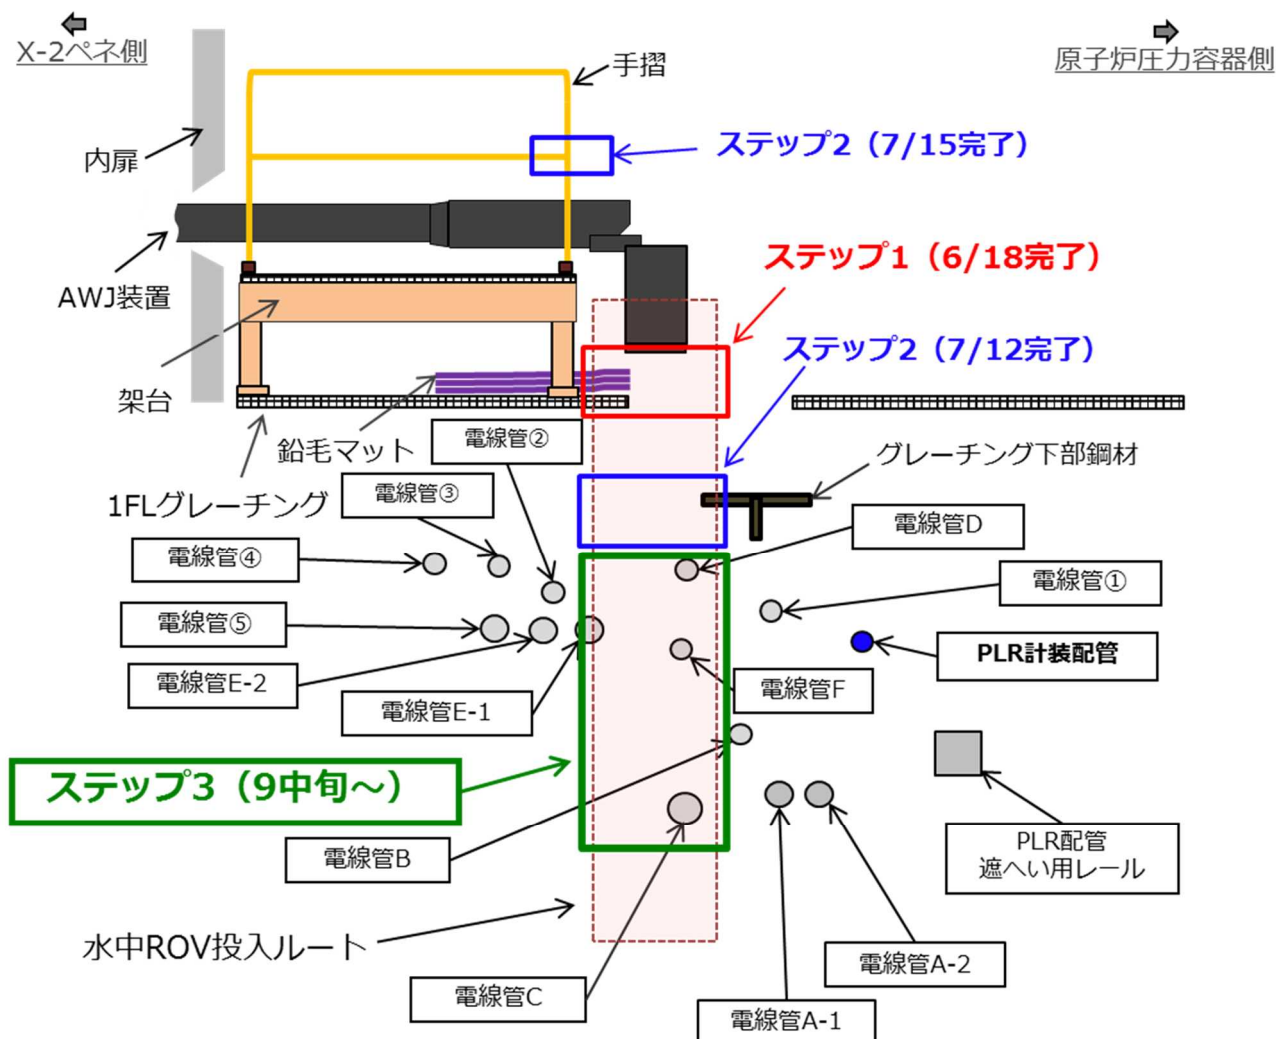 X-2ペネ側
原子炉圧力容器側
手摺
ステップ2（7/15完了）
内扉
ステップ1（6/18完了）
AWJ装置
ステップ2（7/12完了）
架台
鉛毛マット
電線管②
グレーチング下部鋼材
1FLグレーチング
電線管③
電線管D
電線管④
電線管①
電線管⑤
PLR計装配管
電線管E-2
電線管F
電線管E-1
ステップ3（9中旬～）
電線管B
PLR配管
遮へい用レール
水中ROV投入ルート
電線管A-2
電線管C
電線管A-1